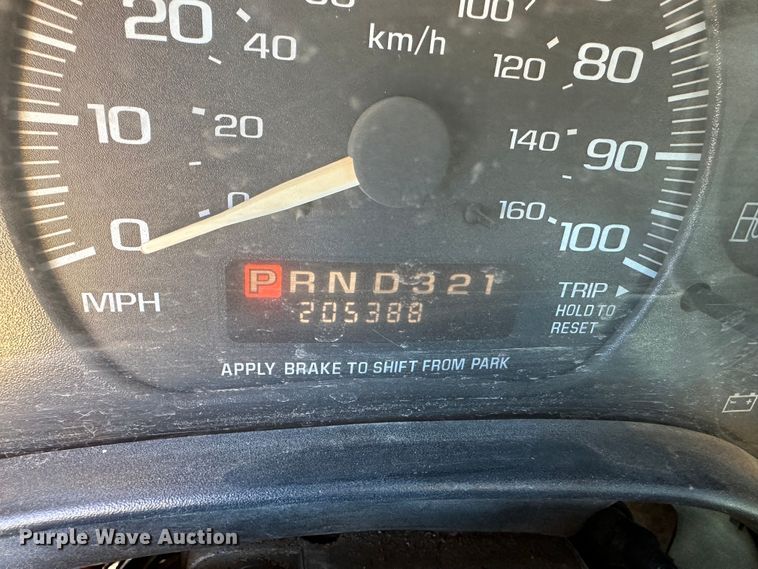 20
40
km/h
100
120
80
10
20
140
90
0
0
160
100
MPH
PRND321
205388
TRIP
HOLD TO
RESET
APPLY BRAKE TO SHIFT FROM PARK
Purple Wave Auction